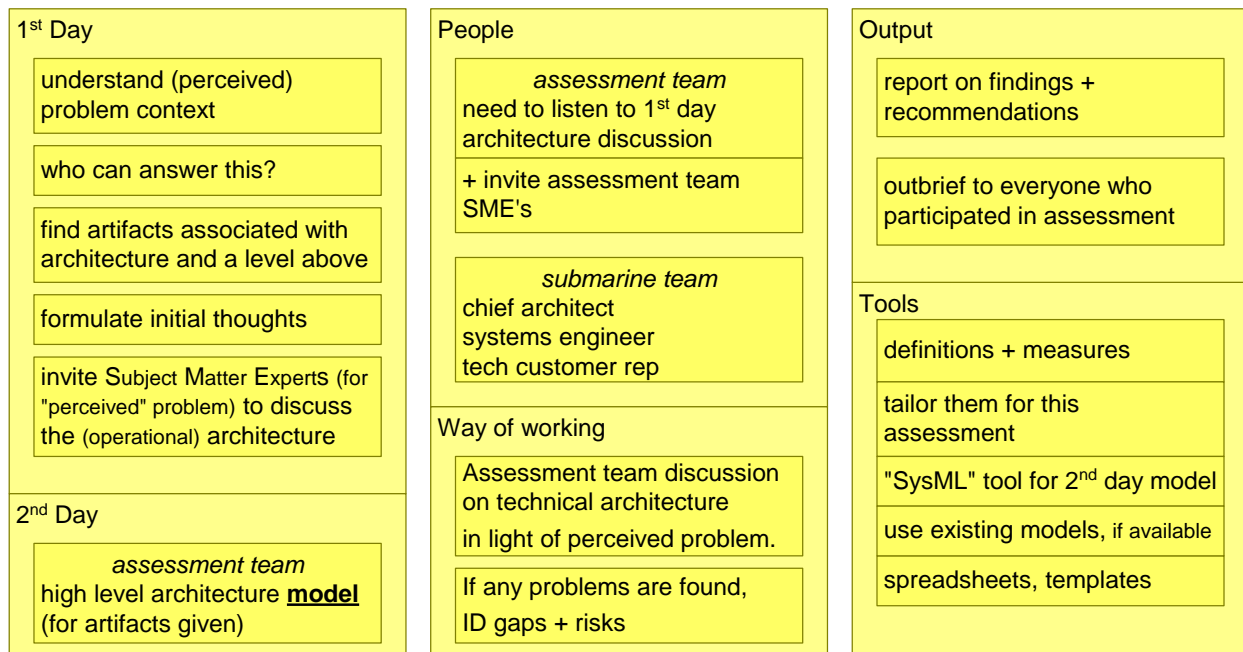 1st Day
understand (perceived)
problem context
who can answer this?
find artifacts associated with
architecture and a level above
formulate initial thoughts
invite Subject Matter Experts (for
"perceived" problem) to discuss
the (operational) architecture
2nd Day
assessment team
high level architecture model
(for artifacts given)
People
assessment team
need to listen to 1st day
architecture discussion
+ invite assessment team
SME's
submarine team
chief architect
systems engineer
tech customer rep
Way of working
Assessment team discussion
on technical architecture
in light of perceived problem.
If any problems are found,
ID gaps + risks
Output
report on findings +
recommendations
outbrief to everyone who
participated in assessment
Tools
definitions + measures
tailor them for this
assessment
"SysML" tool for 2nd day model
use existing models, if available
spreadsheets, templates